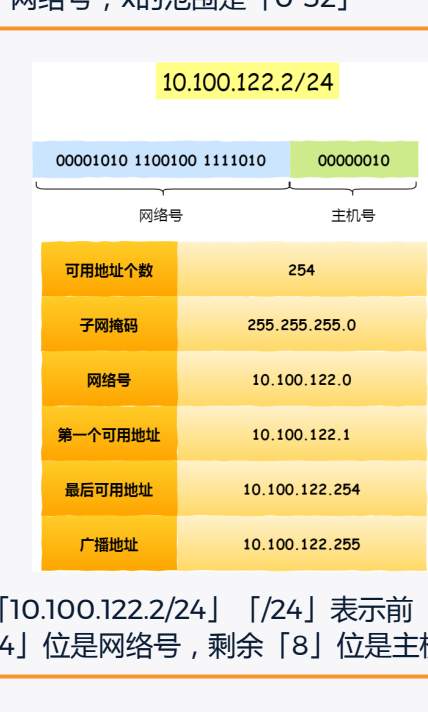 网络号，x的范围是「0-32」
10.100.122.2/24
00001010 1100100 1111010 00000010
网络号 主机号
可用地址个数 254
子网掩码 255.255.255.0
网络号 10.100.122.0
第一个可用地址 10.100.122.1
最后可用地址 10.100.122.254
广播地址 10.100.122.255
「10.100.122.2/24」「/24」表示前
4」位是网络号，剩余「8」位是主机